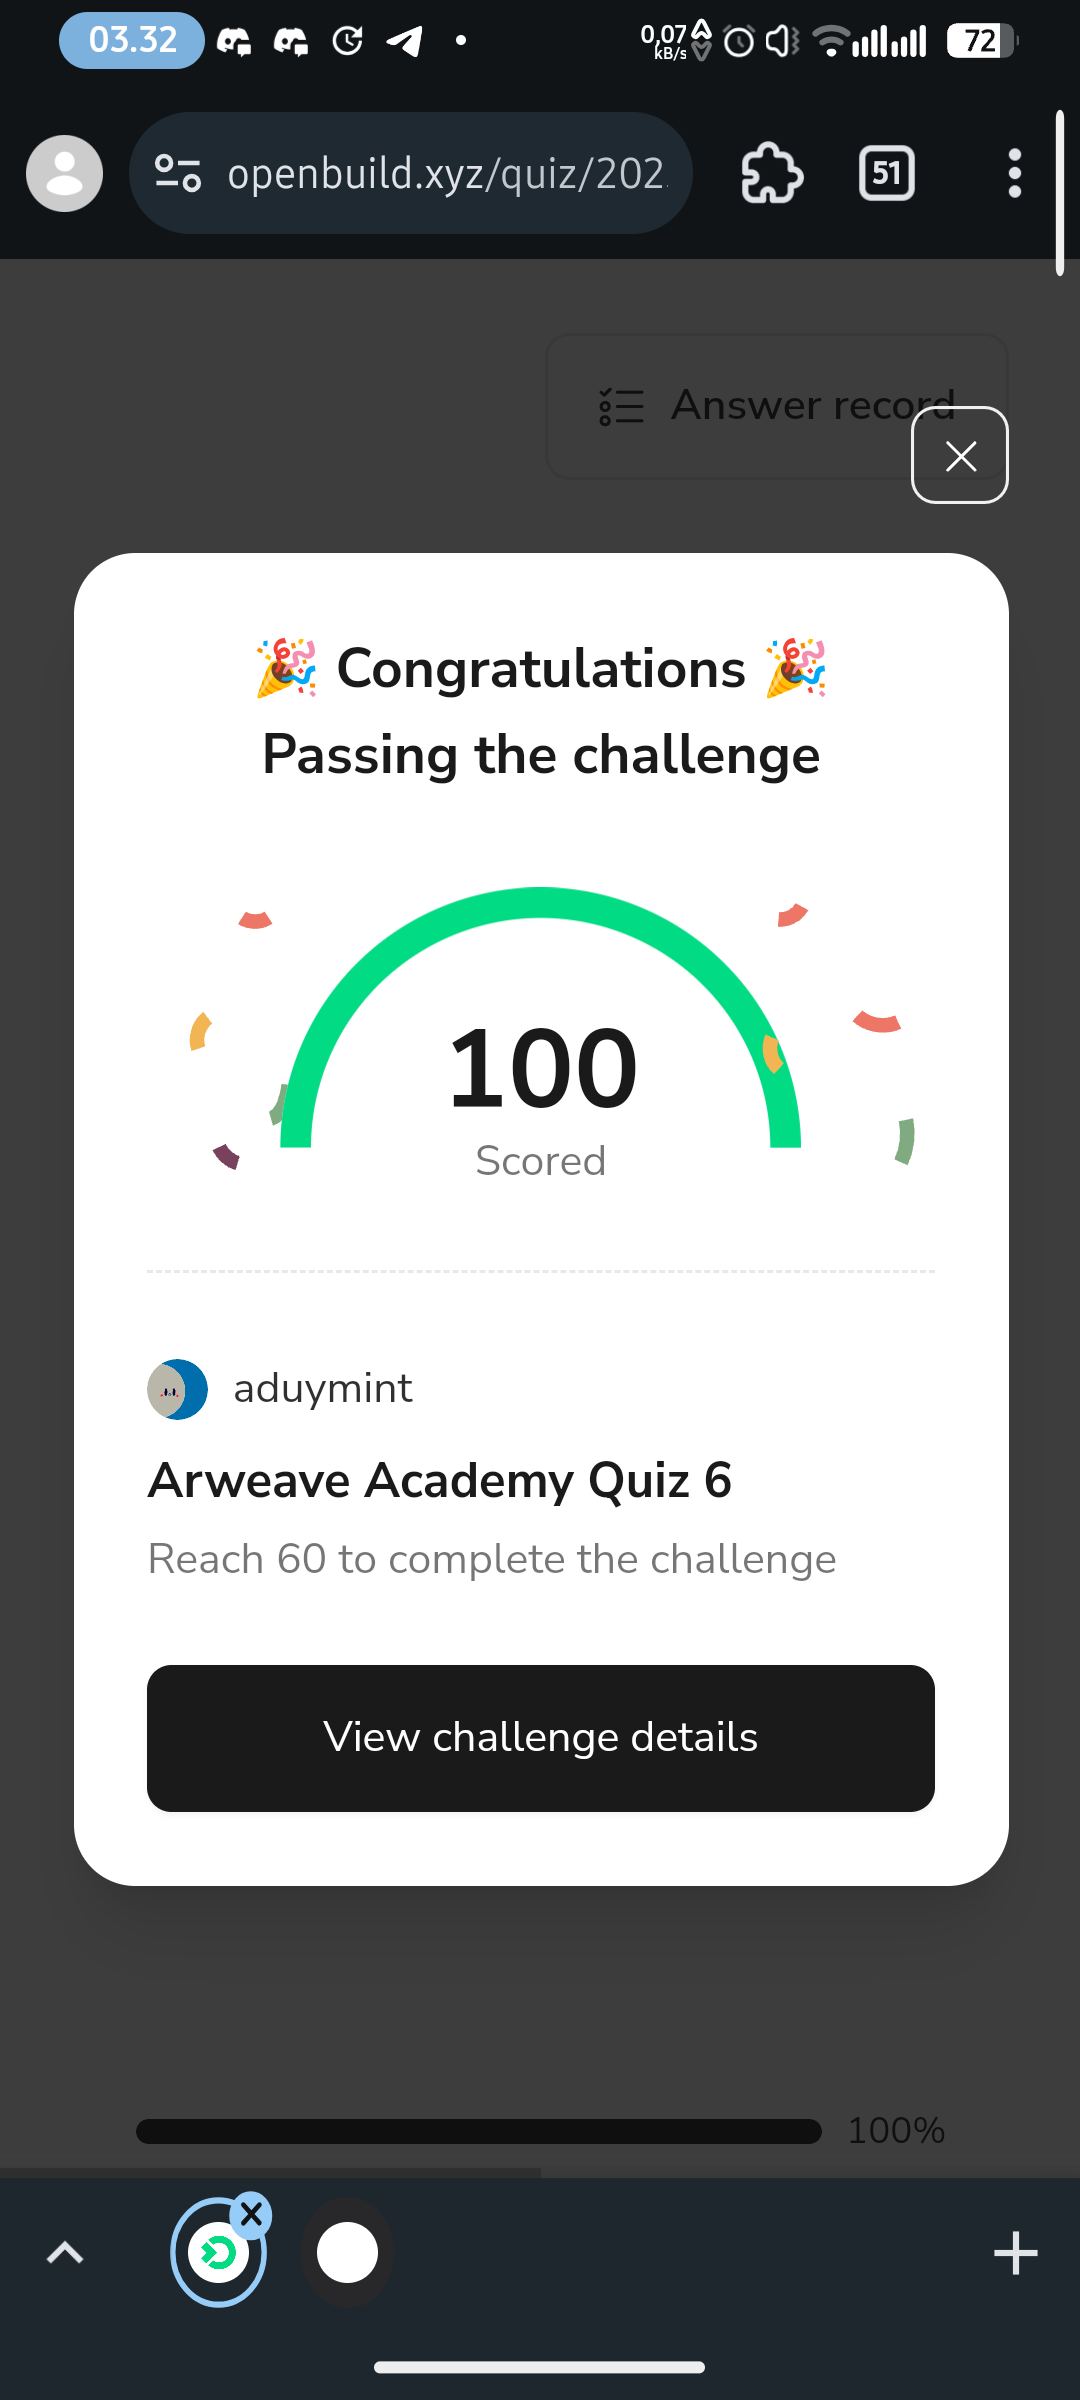 03.32
0,07
kB/s
72
openbuild.xyz/quiz/202
51
Answer record
🎉 Congratulations 🎉
Passing the challenge
100
Scored
aduymint
Arweave Academy Quiz 6
Reach 60 to complete the challenge
View challenge details
100%